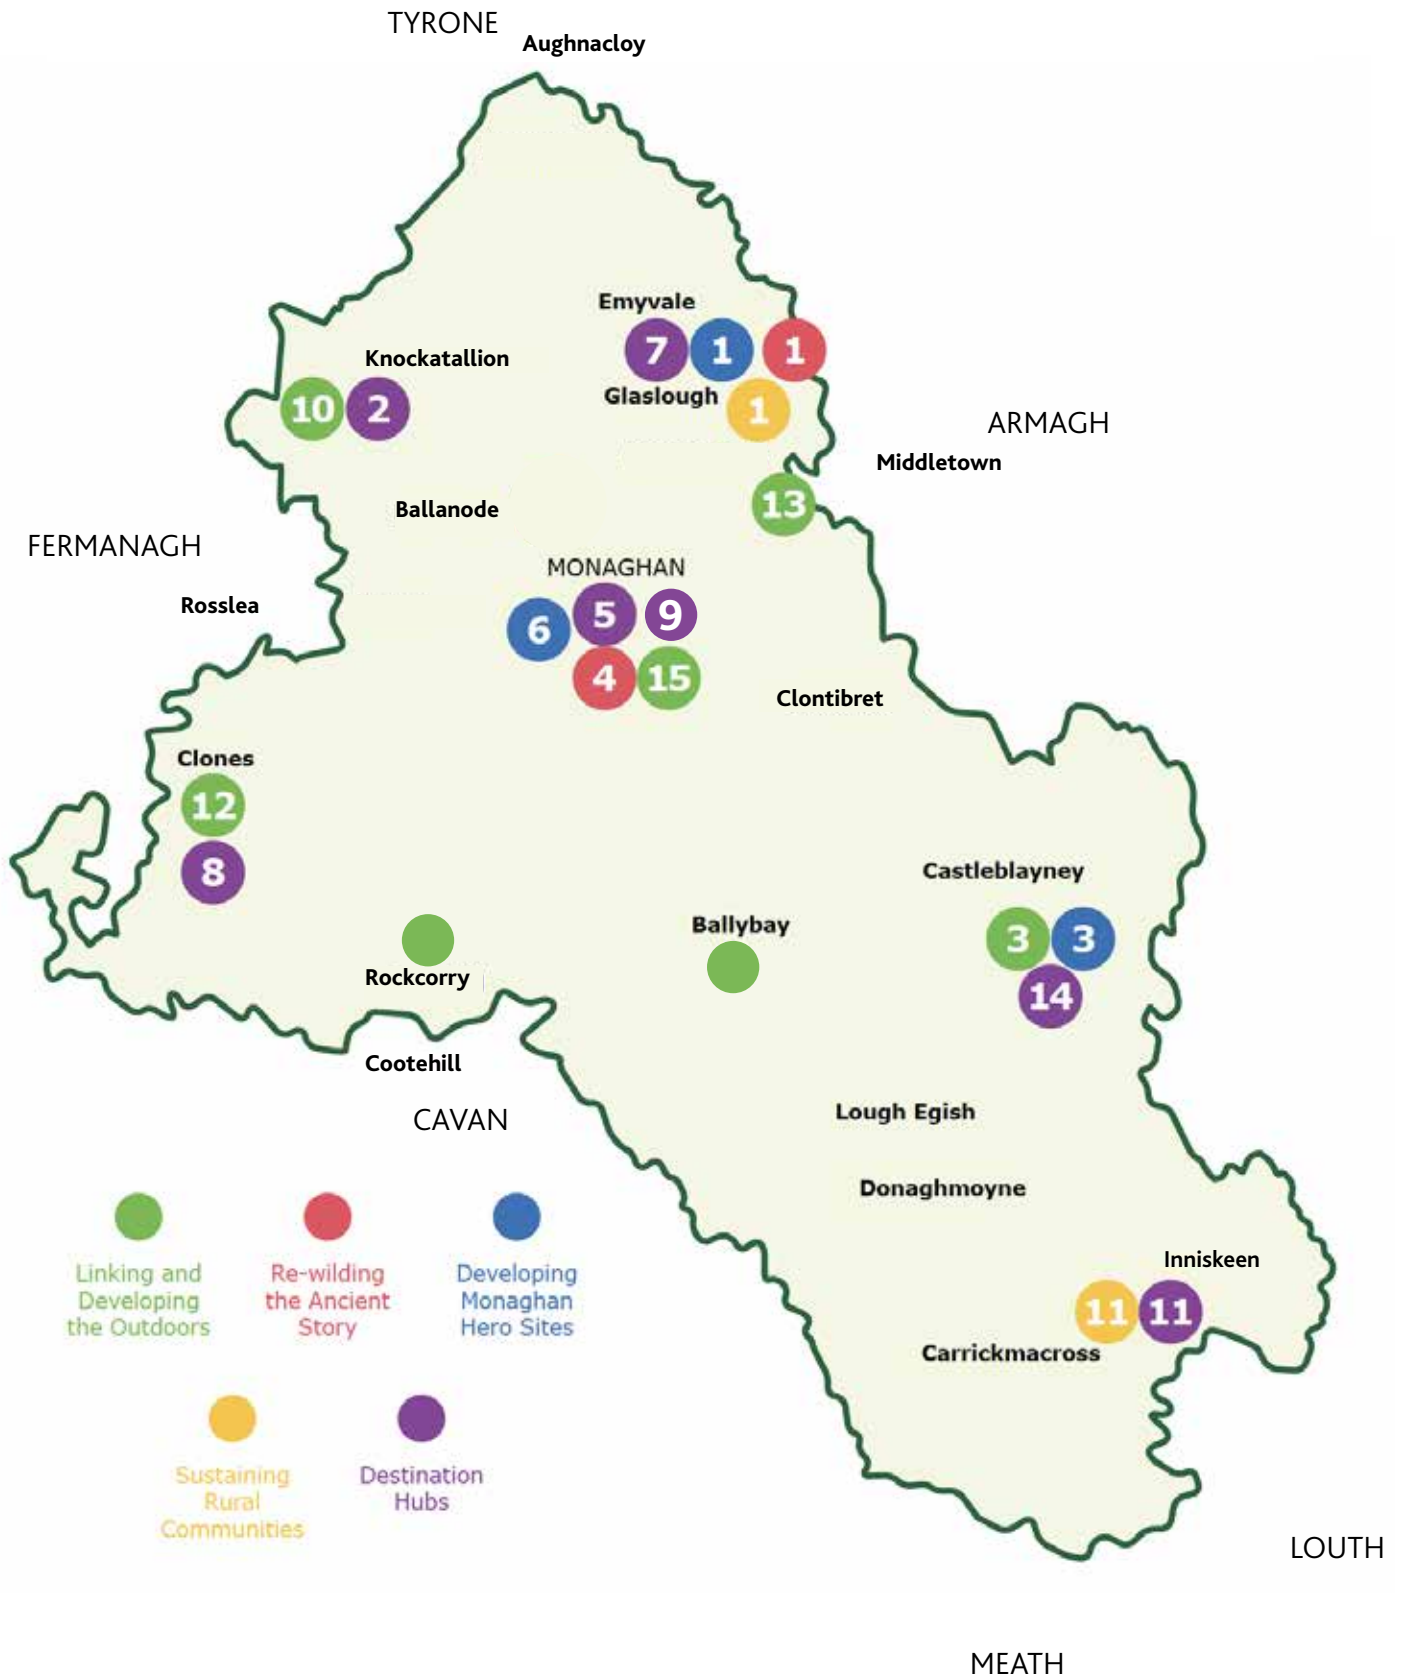 TYRONE
Aughnacloy
Emyvale
7 1 1
Knockatallion
Glaslough
10 2
1
ARMAGH
Middletown
13
Ballanode
FERMANAGH
MONAGHAN
Rosslea
6 5 9
4 15
Clontibret
Clones
12
8
Castleblayney
Ballybay
3 3
14
Rockcorry
Cootehill
CAVAN
Lough Egish
Donaghmoyne
Inniskeen
11 11
Carrickmacross
Linking and
Developing
the Outdoors
Re-wilding
the Ancient
Story
Developing
Monaghan
Hero Sites
Sustaining
Rural
Communities
Destination
Hubs
LOUTH
MEATH